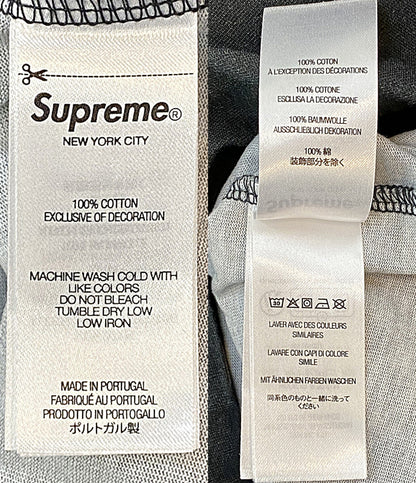 Supreme®
NEW YORK CITY
100% COTTON
EXCLUSIVE OF DECORATION
MACHINE WASH COLD WITH
LIKE COLORS
DO NOT BLEACH
TUMBLE DRY LOW
LOW IRON
MADE IN PORTUGAL
FABRIQUÉ AU PORTUGAL
PRODOTTO IN PORTOGALLO
ポルトガル製
100% COTON
À L'EXCEPTION DES DÉCORATIONS
100% COTONE
ESCLUSA LA DECORAZIONE
100% BAUMWOLLE
AUSSCHLIEßLICH DEKORATION
100% 綿
装飾部分を除く
30
LAVER AVEC DES COULEURS
SIMILAIRES
LAVARE CON CAPI DI COLORE
SIMILE
MIT ÄHNLICHEN FARBEN WASCHEN
同系色のものと一緒に洗って
ください